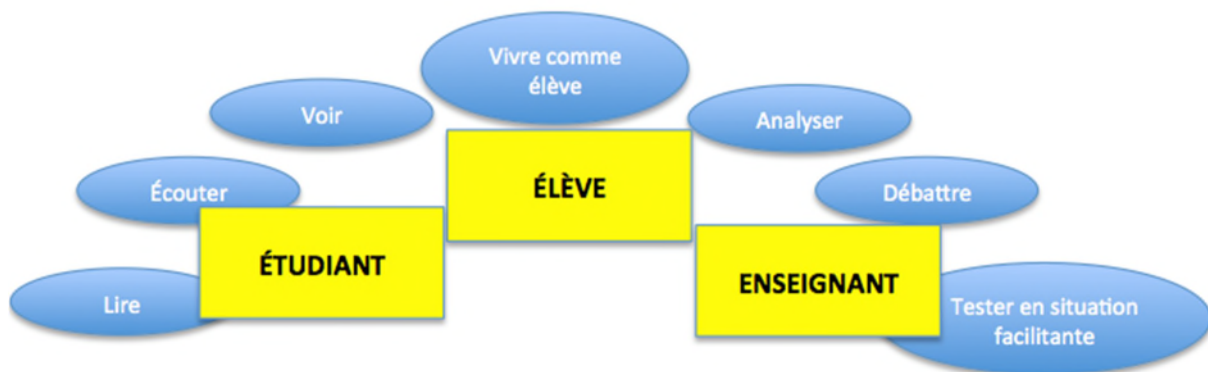 Vivre comme
élève
Voir
Analyser
Écouter
ÉLÈVE
Débattre
ÉTUDIANT
ENSEIGNANT
Lire
Tester en situation
facilitante